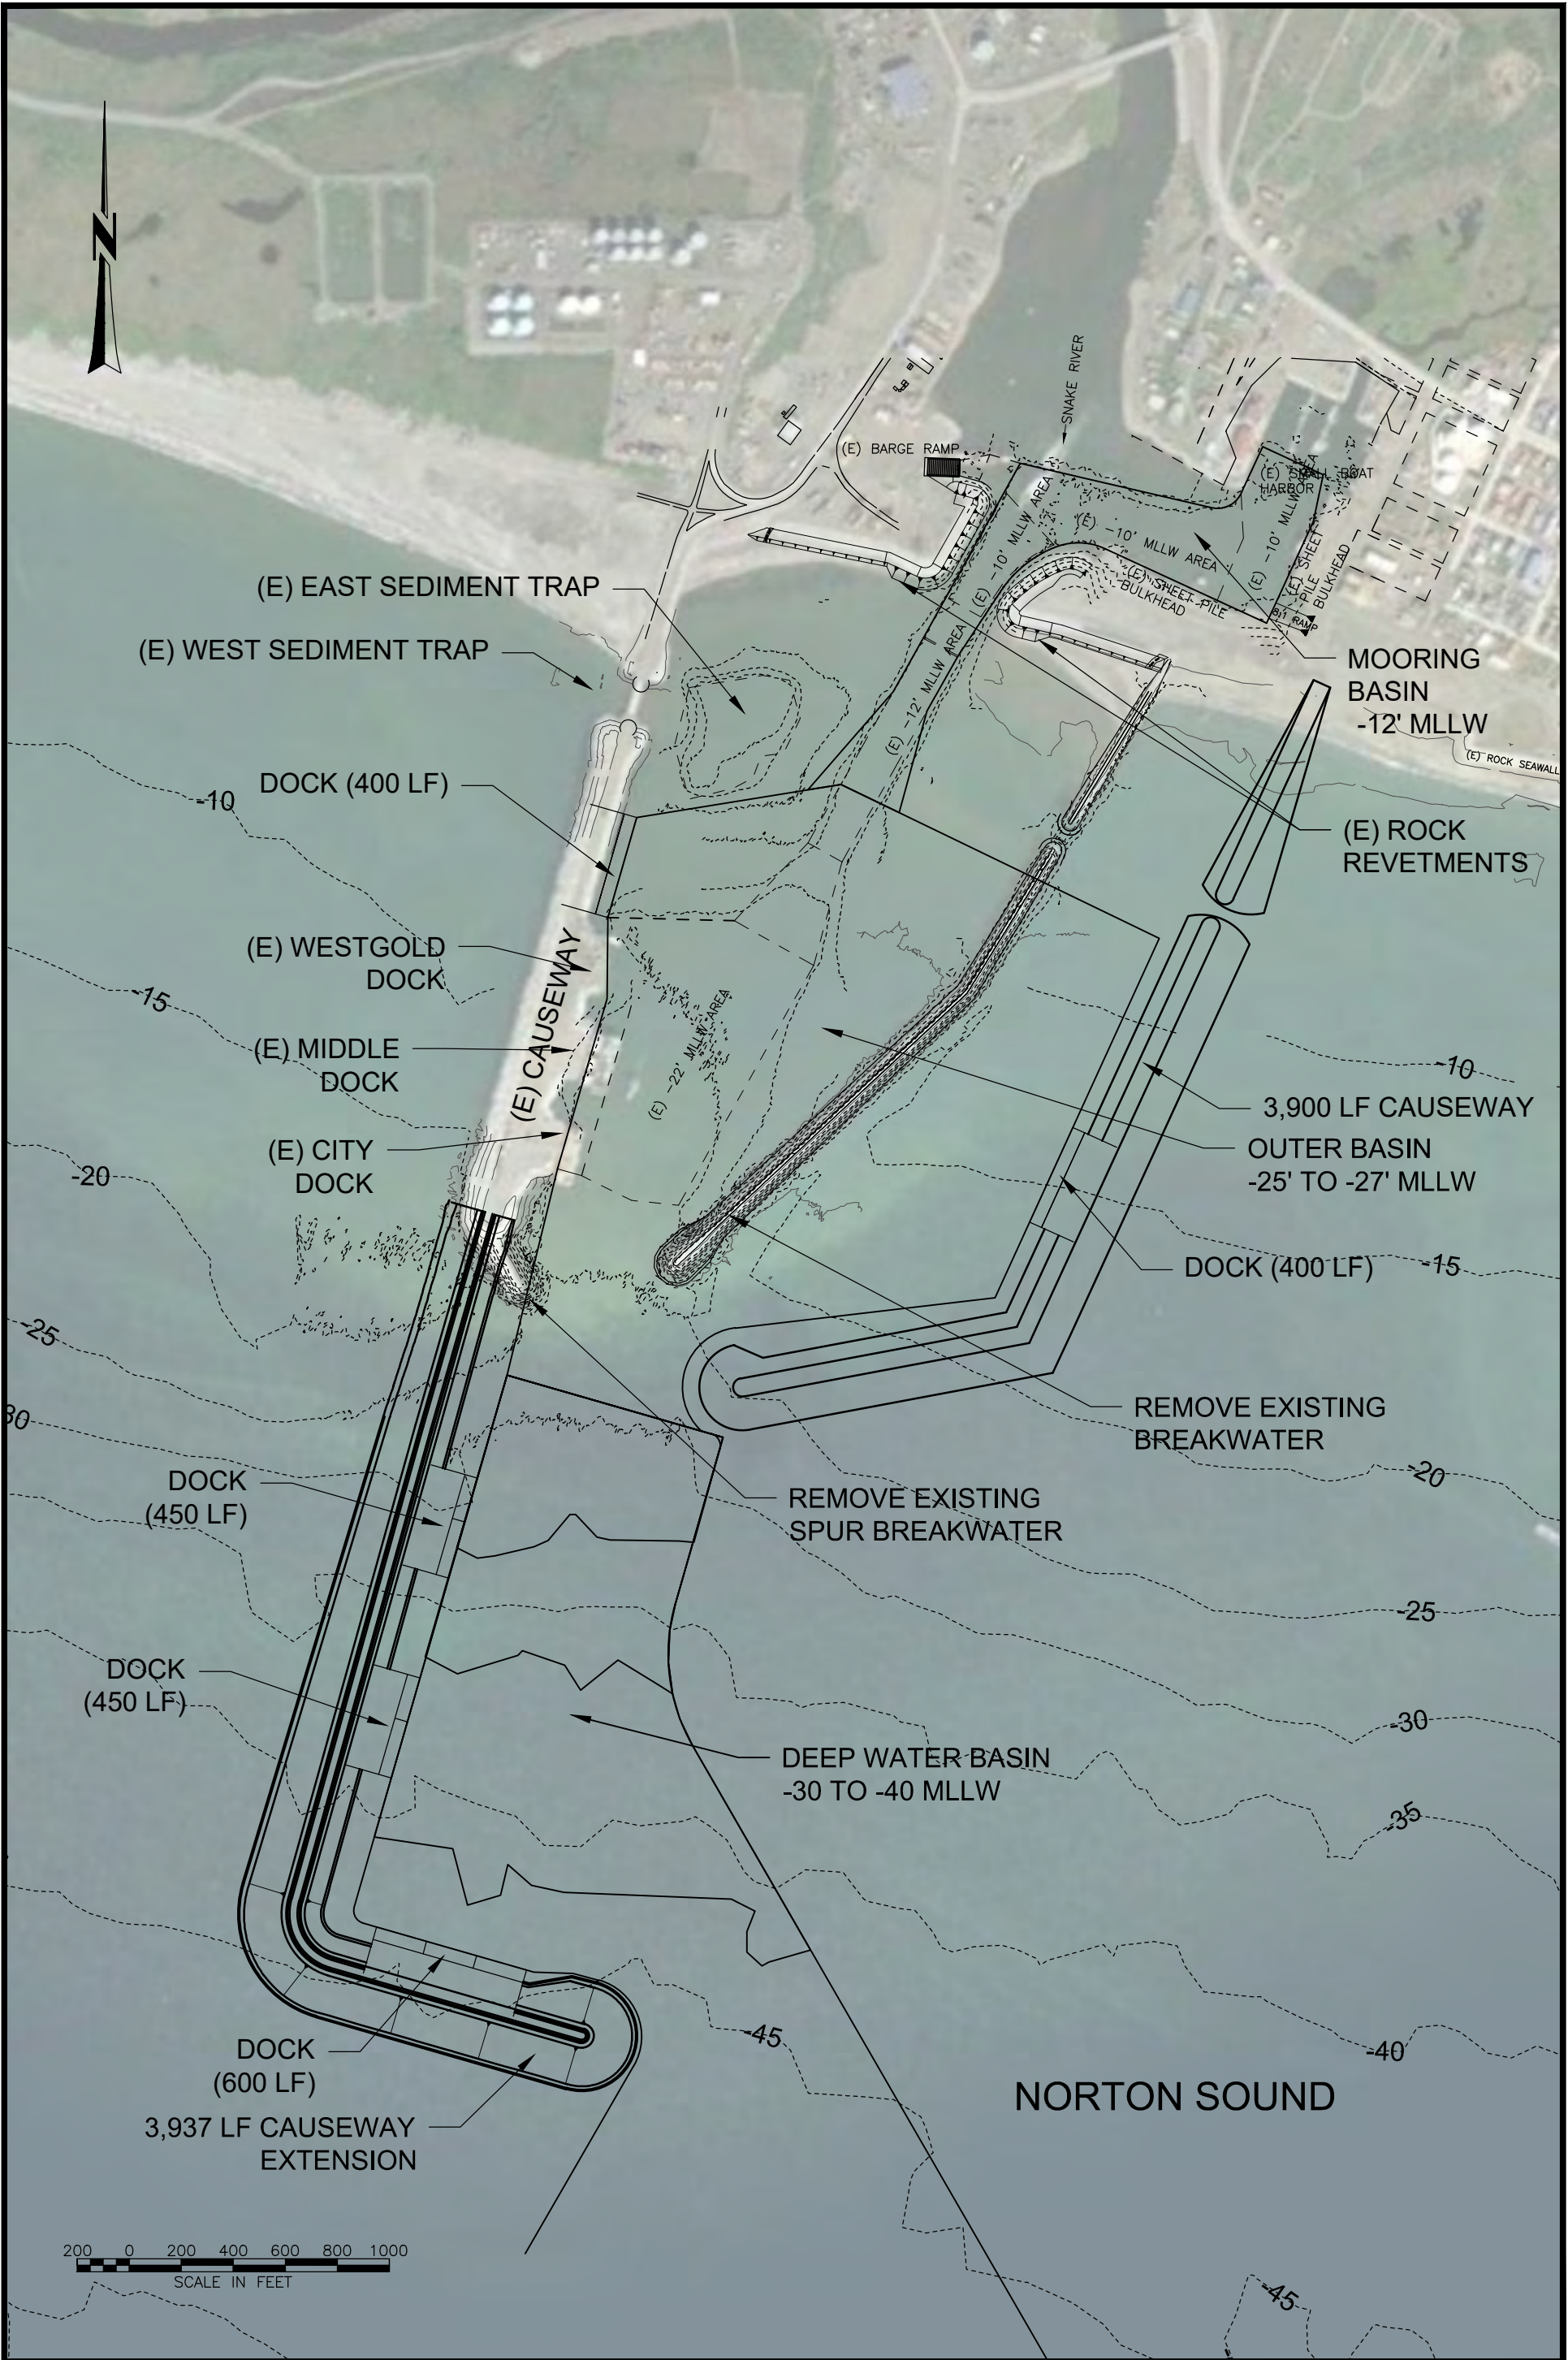 N
SNAKE RIVER
(E) BARGE RAMP
(E) SMALL BOAT
HARBOR
(E) -10' MLLW AREA
(E) -10' MLLW AREA
(E) -10' MLLW AREA
(E) SHEET PILE
BULKHEAD
(E) SHEET
PILE
BULKHEAD
8:1 RAMP
(E) EAST SEDIMENT TRAP
(E) WEST SEDIMENT TRAP
(E) -12' MLLW AREA (E)
MOORING
BASIN
-12' MLLW
(E) ROCK SEAWALL
DOCK (400 LF)
-10
(E) ROCK
REVETMENTS
(E) WESTGOLD
DOCK
(E) CAUSEWAY
-15
(E) -22' MLLW AREA
(E) MIDDLE
DOCK
-10
3,900 LF CAUSEWAY
(E) CITY
DOCK
OUTER BASIN
-25' TO -27' MLLW
-20
DOCK (400 LF)
-15
-25
REMOVE EXISTING
BREAKWATER
30
-20
DOCK
(450 LF)
REMOVE EXISTING
SPUR BREAKWATER
-25
DOCK
(450 LF)
-30
DEEP WATER BASIN
-30 TO -40 MLLW
-35
-45
-40
DOCK
(600 LF)
NORTON SOUND
3,937 LF CAUSEWAY
EXTENSION
200 0 200 400 600 800 1000
SCALE IN FEET
-45